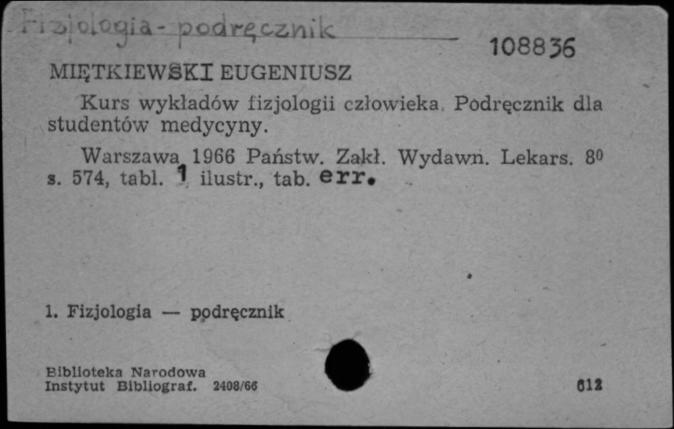 Fizjologia - podręcznik
108836
MIĘTKIEWSKI EUGENIUSZ
Kurs wykładów fizjologii człowieka. Podręcznik dla
studentów medycyny.
Warszawa 1966 Państw. Zakł. Wydawn. Lekars. 8⁰
s. 574, tabl. 1 ilustr., tab. err.
1. Fizjologia — podręcznik
Biblioteka Narodowa
Instytut Bibliograf. 2408/66
612